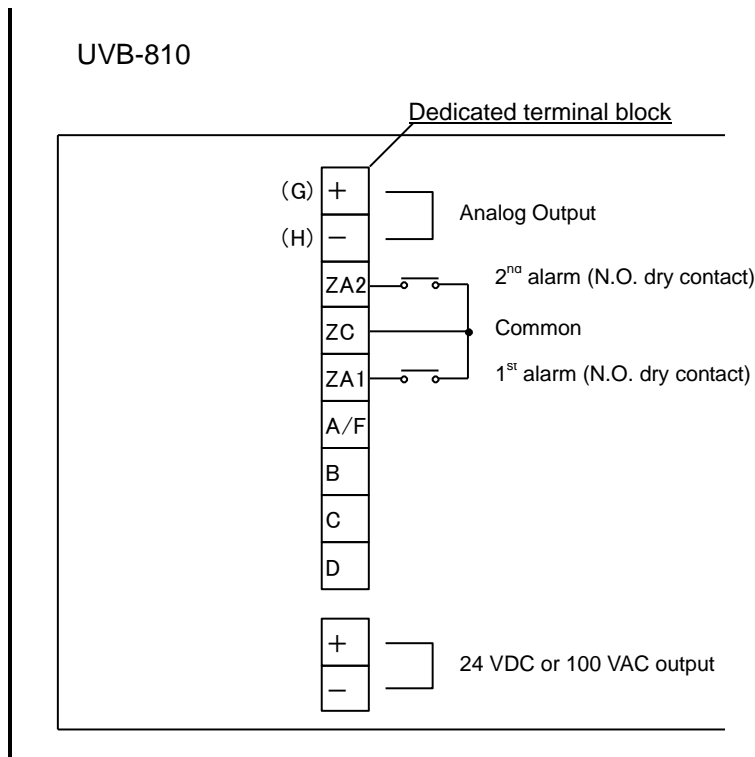 UVB-810
Dedicated terminal block
(G) +
Analog Output
(H) −
ZA2
2nd alarm (N.O. dry contact)
ZC
Common
ZA1
1st alarm (N.O. dry contact)
A/F
B
C
D
+
24 VDC or 100 VAC output
−